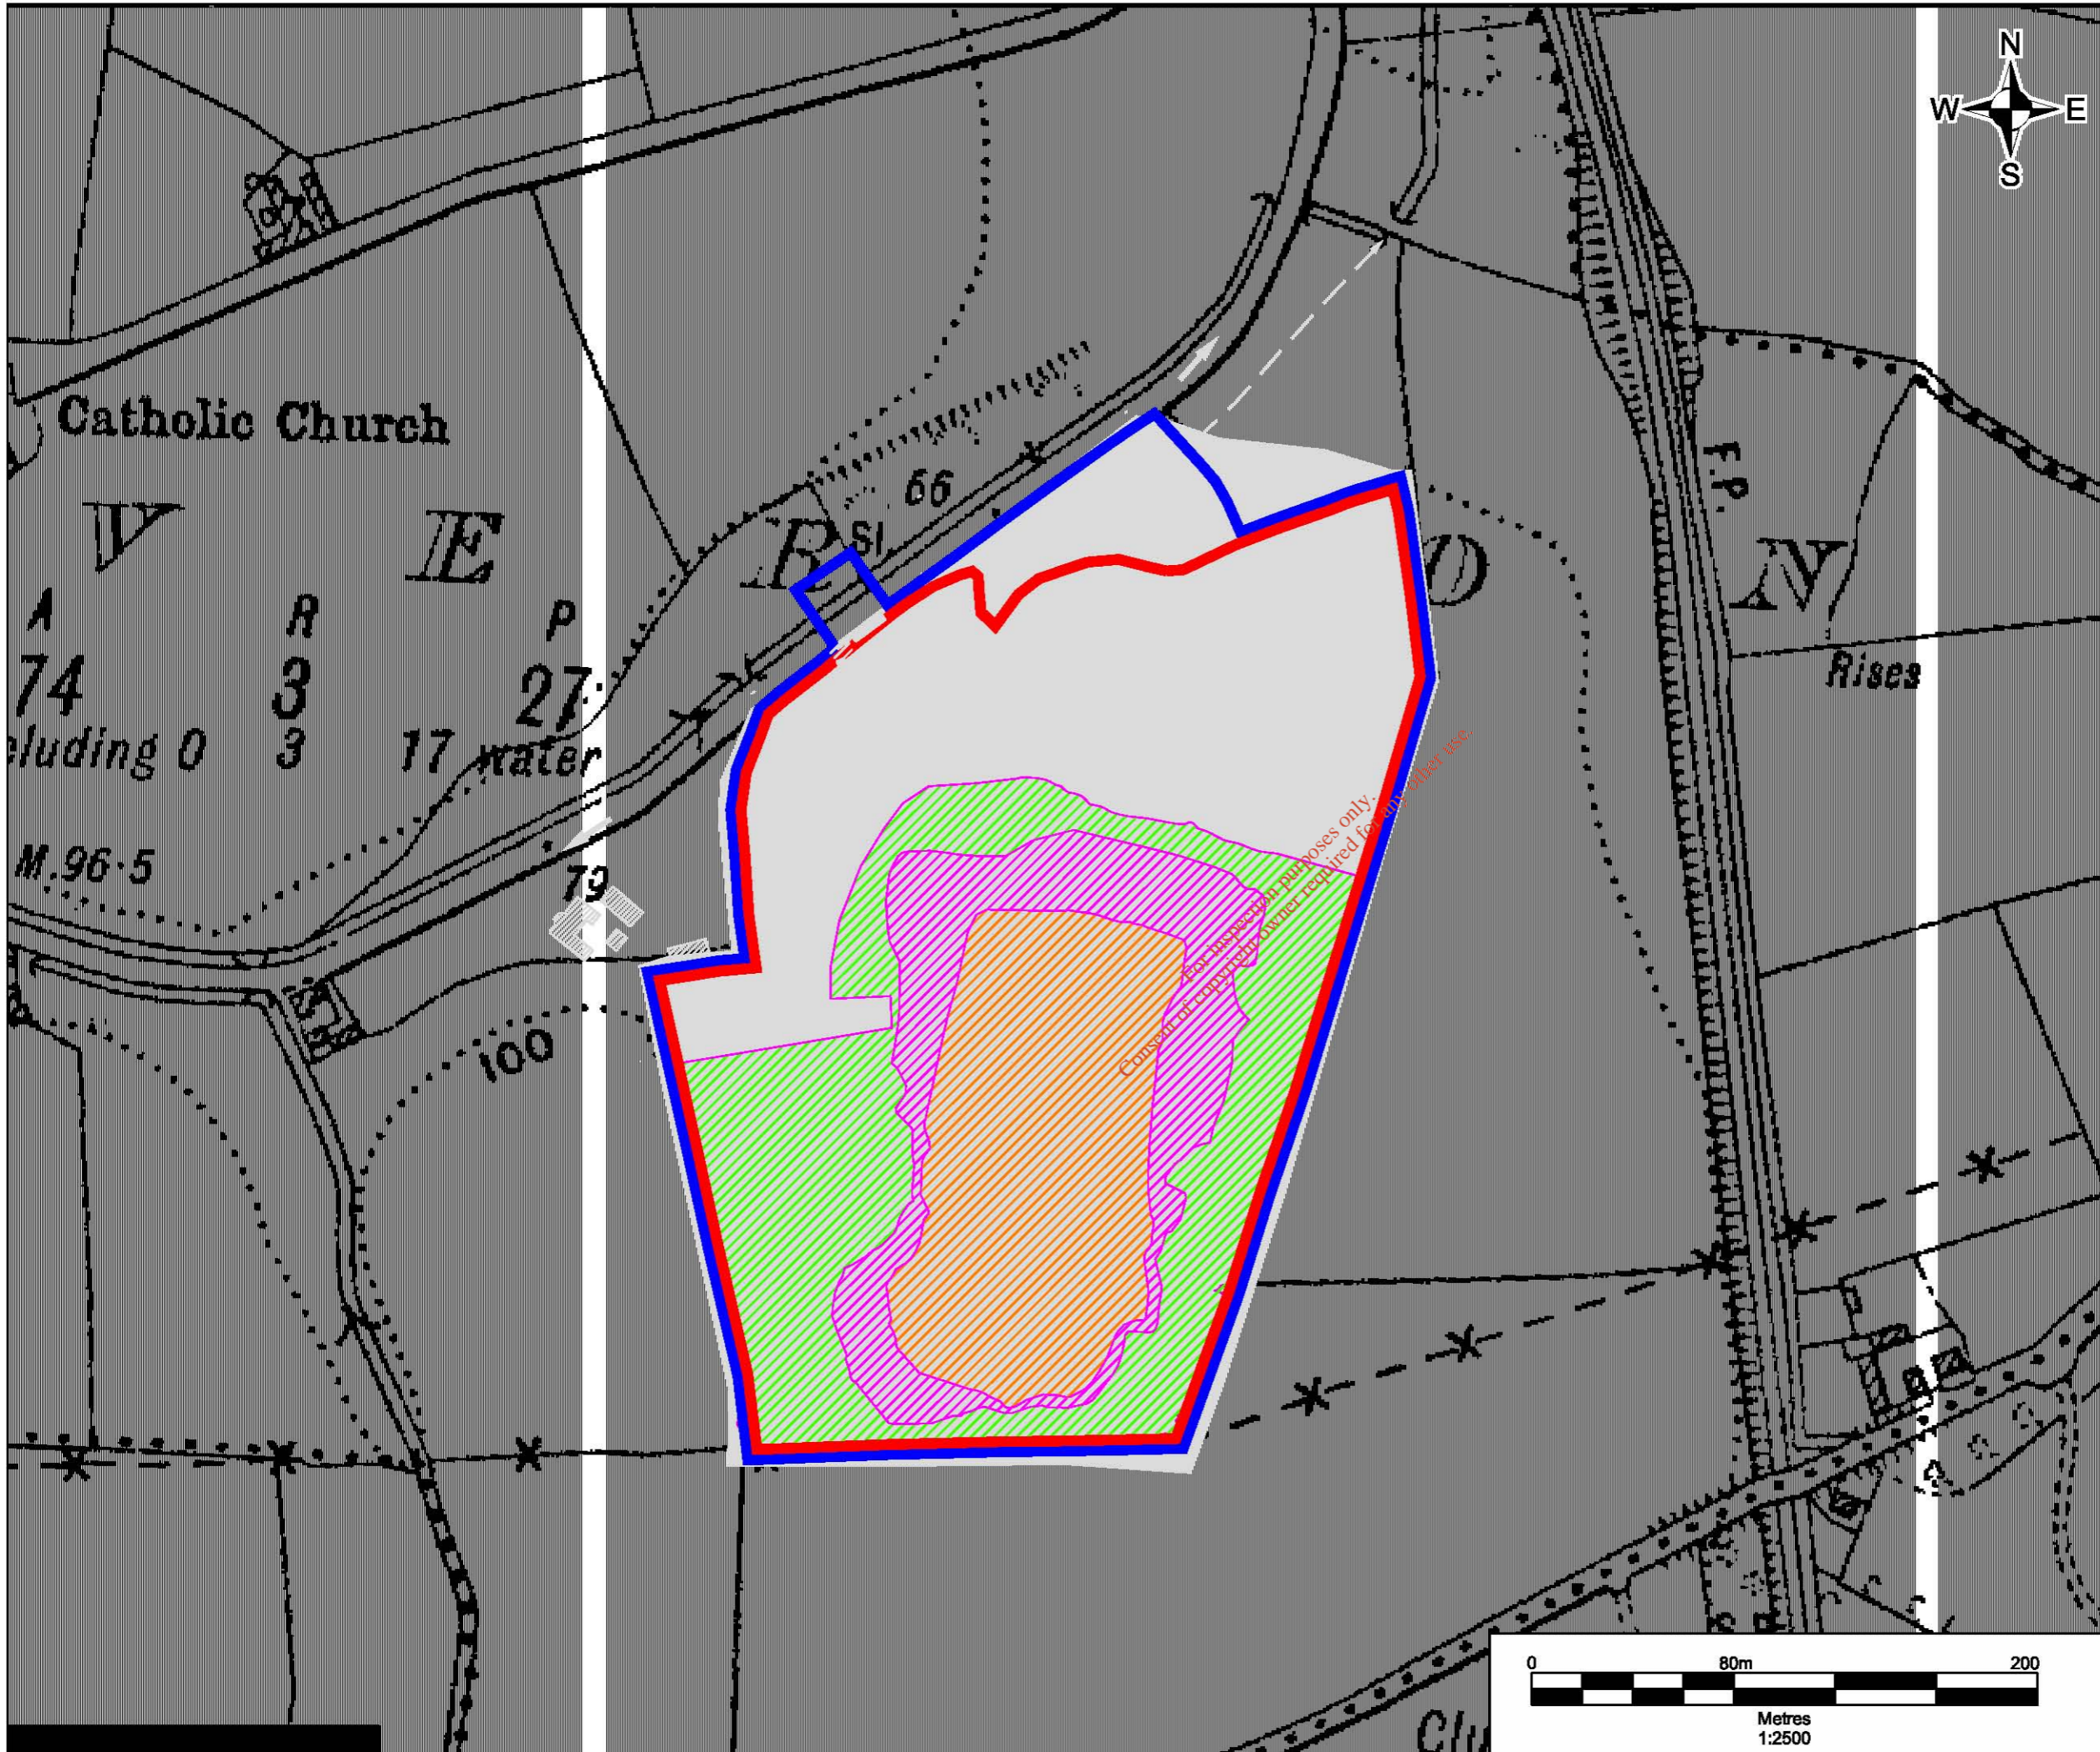 N
W E
S
Catholic Church
66
V E R O N
Sl
F.P.
A R P
74 3 27
cluding 0 3 17 water
Rises
M.96·5
79
100
For inspection purposes only.
Consent of copyright owner required for any other use.
0 80m 200
Metres
1:2500